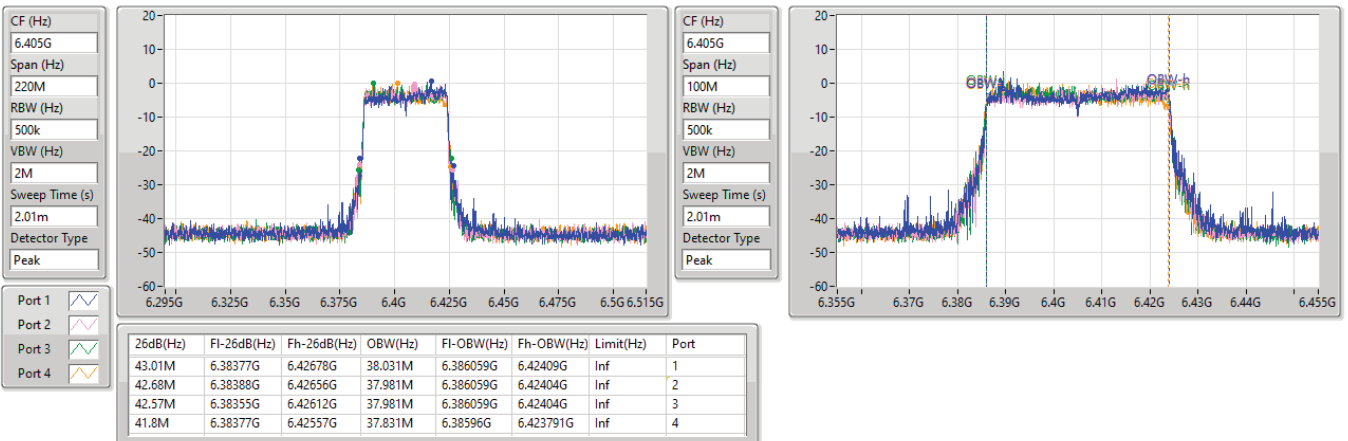 CF (Hz)
6.405G
Span (Hz)
220M
RBW (Hz)
500k
VBW (Hz)
2M
Sweep Time (s)
2.01m
Detector Type
Peak
20
10
0
-10
-20
-30
-40
-50
-60
6.295G 6.325G 6.35G 6.375G 6.4G 6.425G 6.45G 6.475G 6.5G 6.515G
CF (Hz)
6.405G
Span (Hz)
100M
RBW (Hz)
500k
VBW (Hz)
2M
Sweep Time (s)
2.01m
Detector Type
Peak
20
10
0
-10
-20
-30
-40
-50
-60
OBW-h
6.355G 6.37G 6.38G 6.39G 6.4G 6.41G 6.42G 6.43G 6.44G 6.455G
Port 1
Port 2
Port 3
Port 4
26dB(Hz) Fl-26dB(Hz) Fh-26dB(Hz) OBW(Hz) Fl-OBW(Hz) Fh-OBW(Hz) Limit(Hz) Port
43.01M 6.38377G 6.42678G 38.031M 6.386059G 6.42409G Inf 1
42.68M 6.38388G 6.42656G 37.981M 6.386059G 6.42404G Inf 2
42.57M 6.38355G 6.42612G 37.981M 6.386059G 6.42404G Inf 3
41.8M 6.38377G 6.42557G 37.831M 6.38596G 6.423791G Inf 4